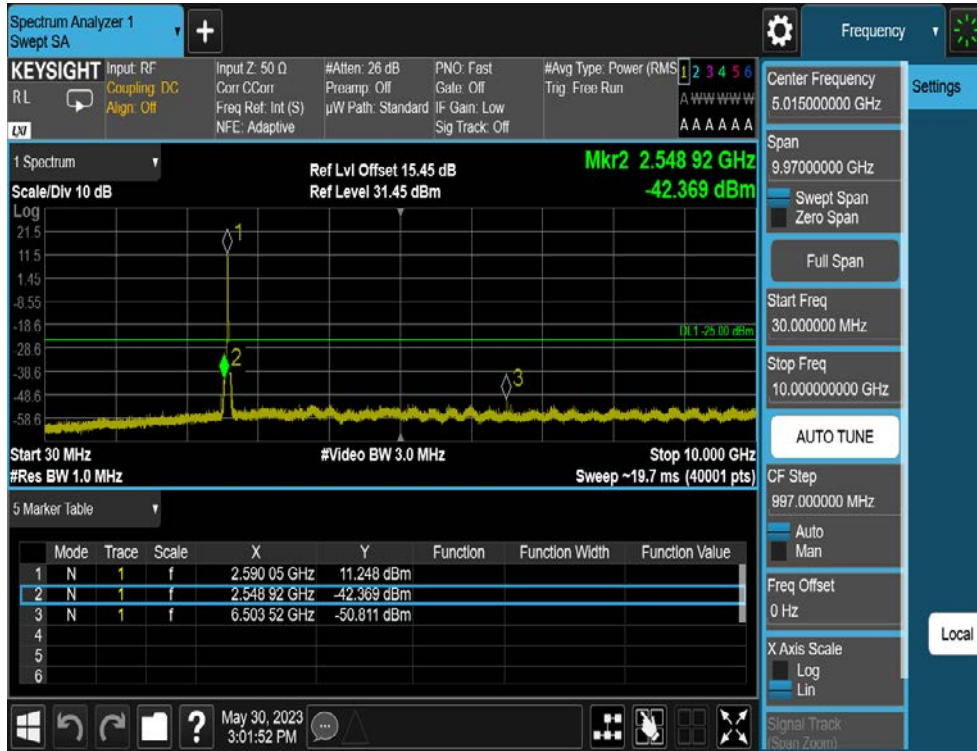 Spectrum Analyzer 1
Swept SA
+
Frequency
KEYSIGHT
RL
LXI
Input: RF
Coupling: DC
Align: Off
Input Z: 50 Ω
Corr CCorr
Freq Ref: Int (S)
NFE: Adaptive
#Atten: 26 dB
Preamp: Off
µW Path: Standard
PNO: Fast
Gate: Off
IF Gain: Low
Sig Track: Off
#Avg Type: Power (RMS
Trig: Free Run
1 2 3 4 5 6
A W W W W W
A A A A A A
1 Spectrum
Scale/Div 10 dB
Log
Ref Lvl Offset 15.45 dB
Ref Level 31.45 dBm
Mkr2 2.548 92 GHz
-42.369 dBm
21.5
11.5
1.45
-8.55
-18.6
-28.6
-38.6
-48.6
-58.6
1
2
3
DL1 -25.00 dBm
Start 30 MHz
#Video BW 3.0 MHz
Stop 10.000 GHz
#Res BW 1.0 MHz
Sweep ~19.7 ms (40001 pts)
5 Marker Table
Mode Trace Scale X Y Function Function Width Function Value
1 N 1 f 2.590 05 GHz 11.248 dBm
2 N 1 f 2.548 92 GHz -42.369 dBm
3 N 1 f 6.503 52 GHz -50.811 dBm
4
5
6
?
May 30, 2023
3:01:52 PM
Center Frequency
5.015000000 GHz
Span
9.97000000 GHz
Swept Span
Zero Span
Full Span
Start Freq
30.000000 MHz
Stop Freq
10.000000000 GHz
AUTO TUNE
CF Step
997.000000 MHz
Auto
Man
Freq Offset
0 Hz
X Axis Scale
Log
Lin
Signal Track
(Span Zoom)
Settings
Local